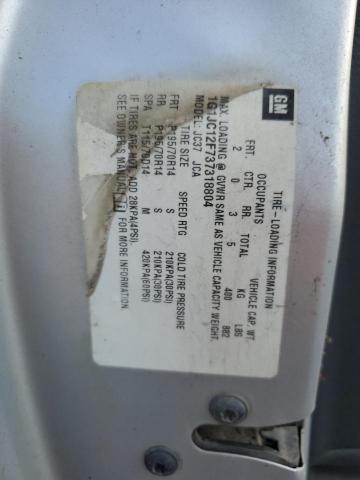 GM
TIRE-LOADING INFORMATION
OCCUPANTS VEHICLE CAP. WT.
FRT. CTR. RR. TOTAL KG LBS
2 0 3 5 400 882
MAX. LOADING @ GVWR SAME AS VEHICLE CAPACITY WEIGHT.
1G1JC12F737318804
MODEL: JC37 JCA
TIRE SIZE SPEED RTG COLD TIRE PRESSURE
FRT P195/70R14 S 210KPA(30PSI)
RR P195/70R14 S 210KPA(30PSI)
SPA T115/70D14 M 420KPA(60PSI)
IF TIRES ARE HOT, ADD 28KPA(4PSI).
SEE OWNER'S MANUAL FOR MORE INFORMATION